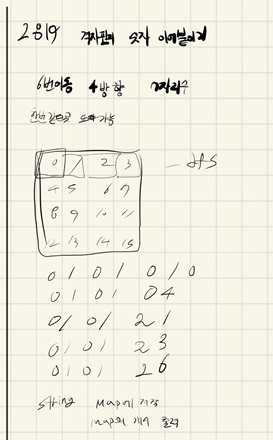 2819 격자판의 숫자 이어붙이기
6번이동 4방향 7자리수
한번 간곳 또 가능
0 1 2 3 - dfs
4 5 6 7
8 9 10 11
12 13 14 15
0 1 0 1 0 1 0
0 1 0 1 0 4
0 1 0 1 2 1
0 1 0 1 2 3
0 1 0 1 2 6
string Map에 저장
map의 개수 출력